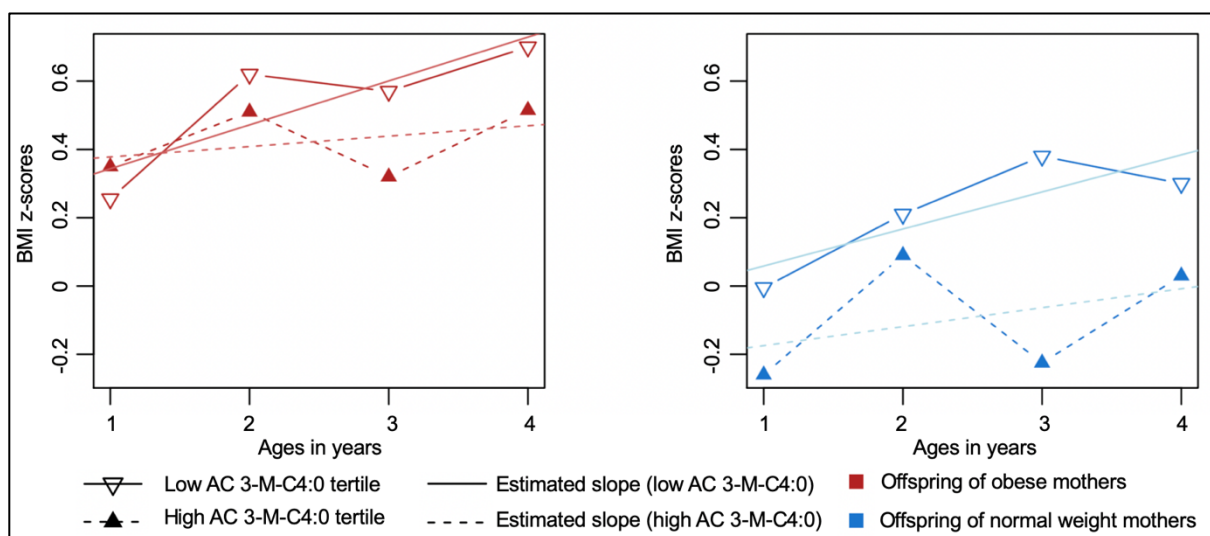 BMI z-scores
0.6
0.4
0.2
0
-0.2
1 2 3 4
Ages in years
BMI z-scores
0.6
0.4
0.2
0
-0.2
1 2 3 4
Ages in years
Low AC 3-M-C4:0 tertile
High AC 3-M-C4:0 tertile
Estimated slope (low AC 3-M-C4:0)
Estimated slope (high AC 3-M-C4:0)
Offspring of obese mothers
Offspring of normal weight mothers